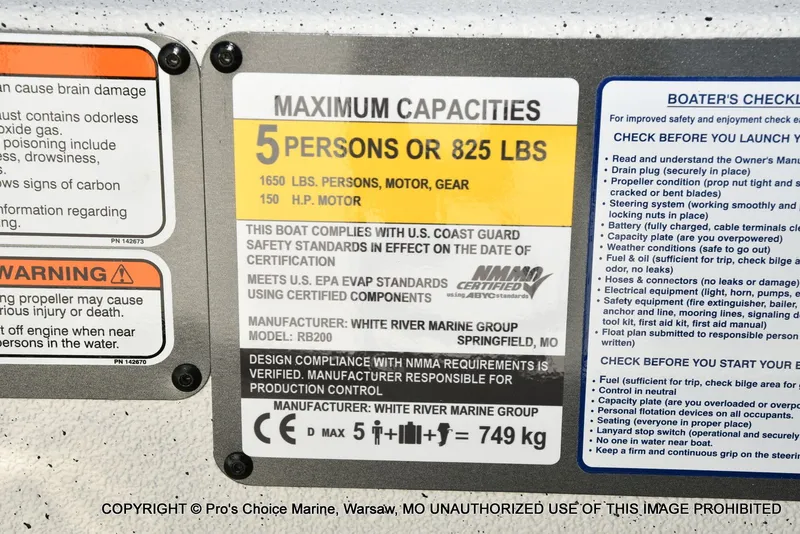 an cause brain damage
ust contains odorless
oxide gas.
poisoning include
ess, drowsiness,
ows signs of carbon
nformation regarding
ng.
PN 142673
WARNING
ng propeller may cause
rious injury or death.
t off engine when near
persons in the water.
PN 142670
MAXIMUM CAPACITIES
5 PERSONS OR 825 LBS
1650 LBS. PERSONS, MOTOR, GEAR
150 H.P. MOTOR
THIS BOAT COMPLIES WITH U.S. COAST GUARD
SAFETY STANDARDS IN EFFECT ON THE DATE OF
CERTIFICATION
MEETS U.S. EPA EVAP STANDARDS
USING CERTIFIED COMPONENTS
NMMA
CERTIFIED
using ABYC standards
MANUFACTURER: WHITE RIVER MARINE GROUP
MODEL: RB200 SPRINGFIELD, MO
DESIGN COMPLIANCE WITH NMMA REQUIREMENTS IS
VERIFIED. MANUFACTURER RESPONSIBLE FOR
PRODUCTION CONTROL
MANUFACTURER: WHITE RIVER MARINE GROUP
CE D MAX 5 + + = 749 kg
BOATER'S CHECKL
For improved safety and enjoyment check ea
CHECK BEFORE YOU LAUNCH Y
• Read and understand the Owner's Manu
• Drain plug (securely in place)
• Propeller condition (prop nut tight and s
cracked or bent blades)
• Steering system (working smoothly and
locking nuts in place)
• Battery (fully charged, cable terminals cle
• Capacity plate (are you overpowered)
• Weather conditions (safe to go out)
• Fuel & oil (sufficient for trip, check bilge a
odor, no leaks)
• Hoses & connectors (no leaks or damage)
• Electrical equipment (light, horn, pumps, e
• Safety equipment (fire extinguisher, bailer,
anchor and line, mooring lines, signaling d
tool kit, first aid kit, first aid manual)
• Float plan submitted to responsible person
written)
CHECK BEFORE YOU START YOUR E
• Fuel (sufficient for trip, check bilge area for
• Control in neutral
• Capacity plate (are you overloaded or overpo
• Personal flotation devices on all occupants.
• Seating (everyone in proper place)
• Lanyard stop switch (operational and securely
• No one in water near boat.
• Keep a firm and continuous grip on the steerin
COPYRIGHT © Pro's Choice Marine, Warsaw, MO UNAUTHORIZED USE OF THIS IMAGE PROHIBITED